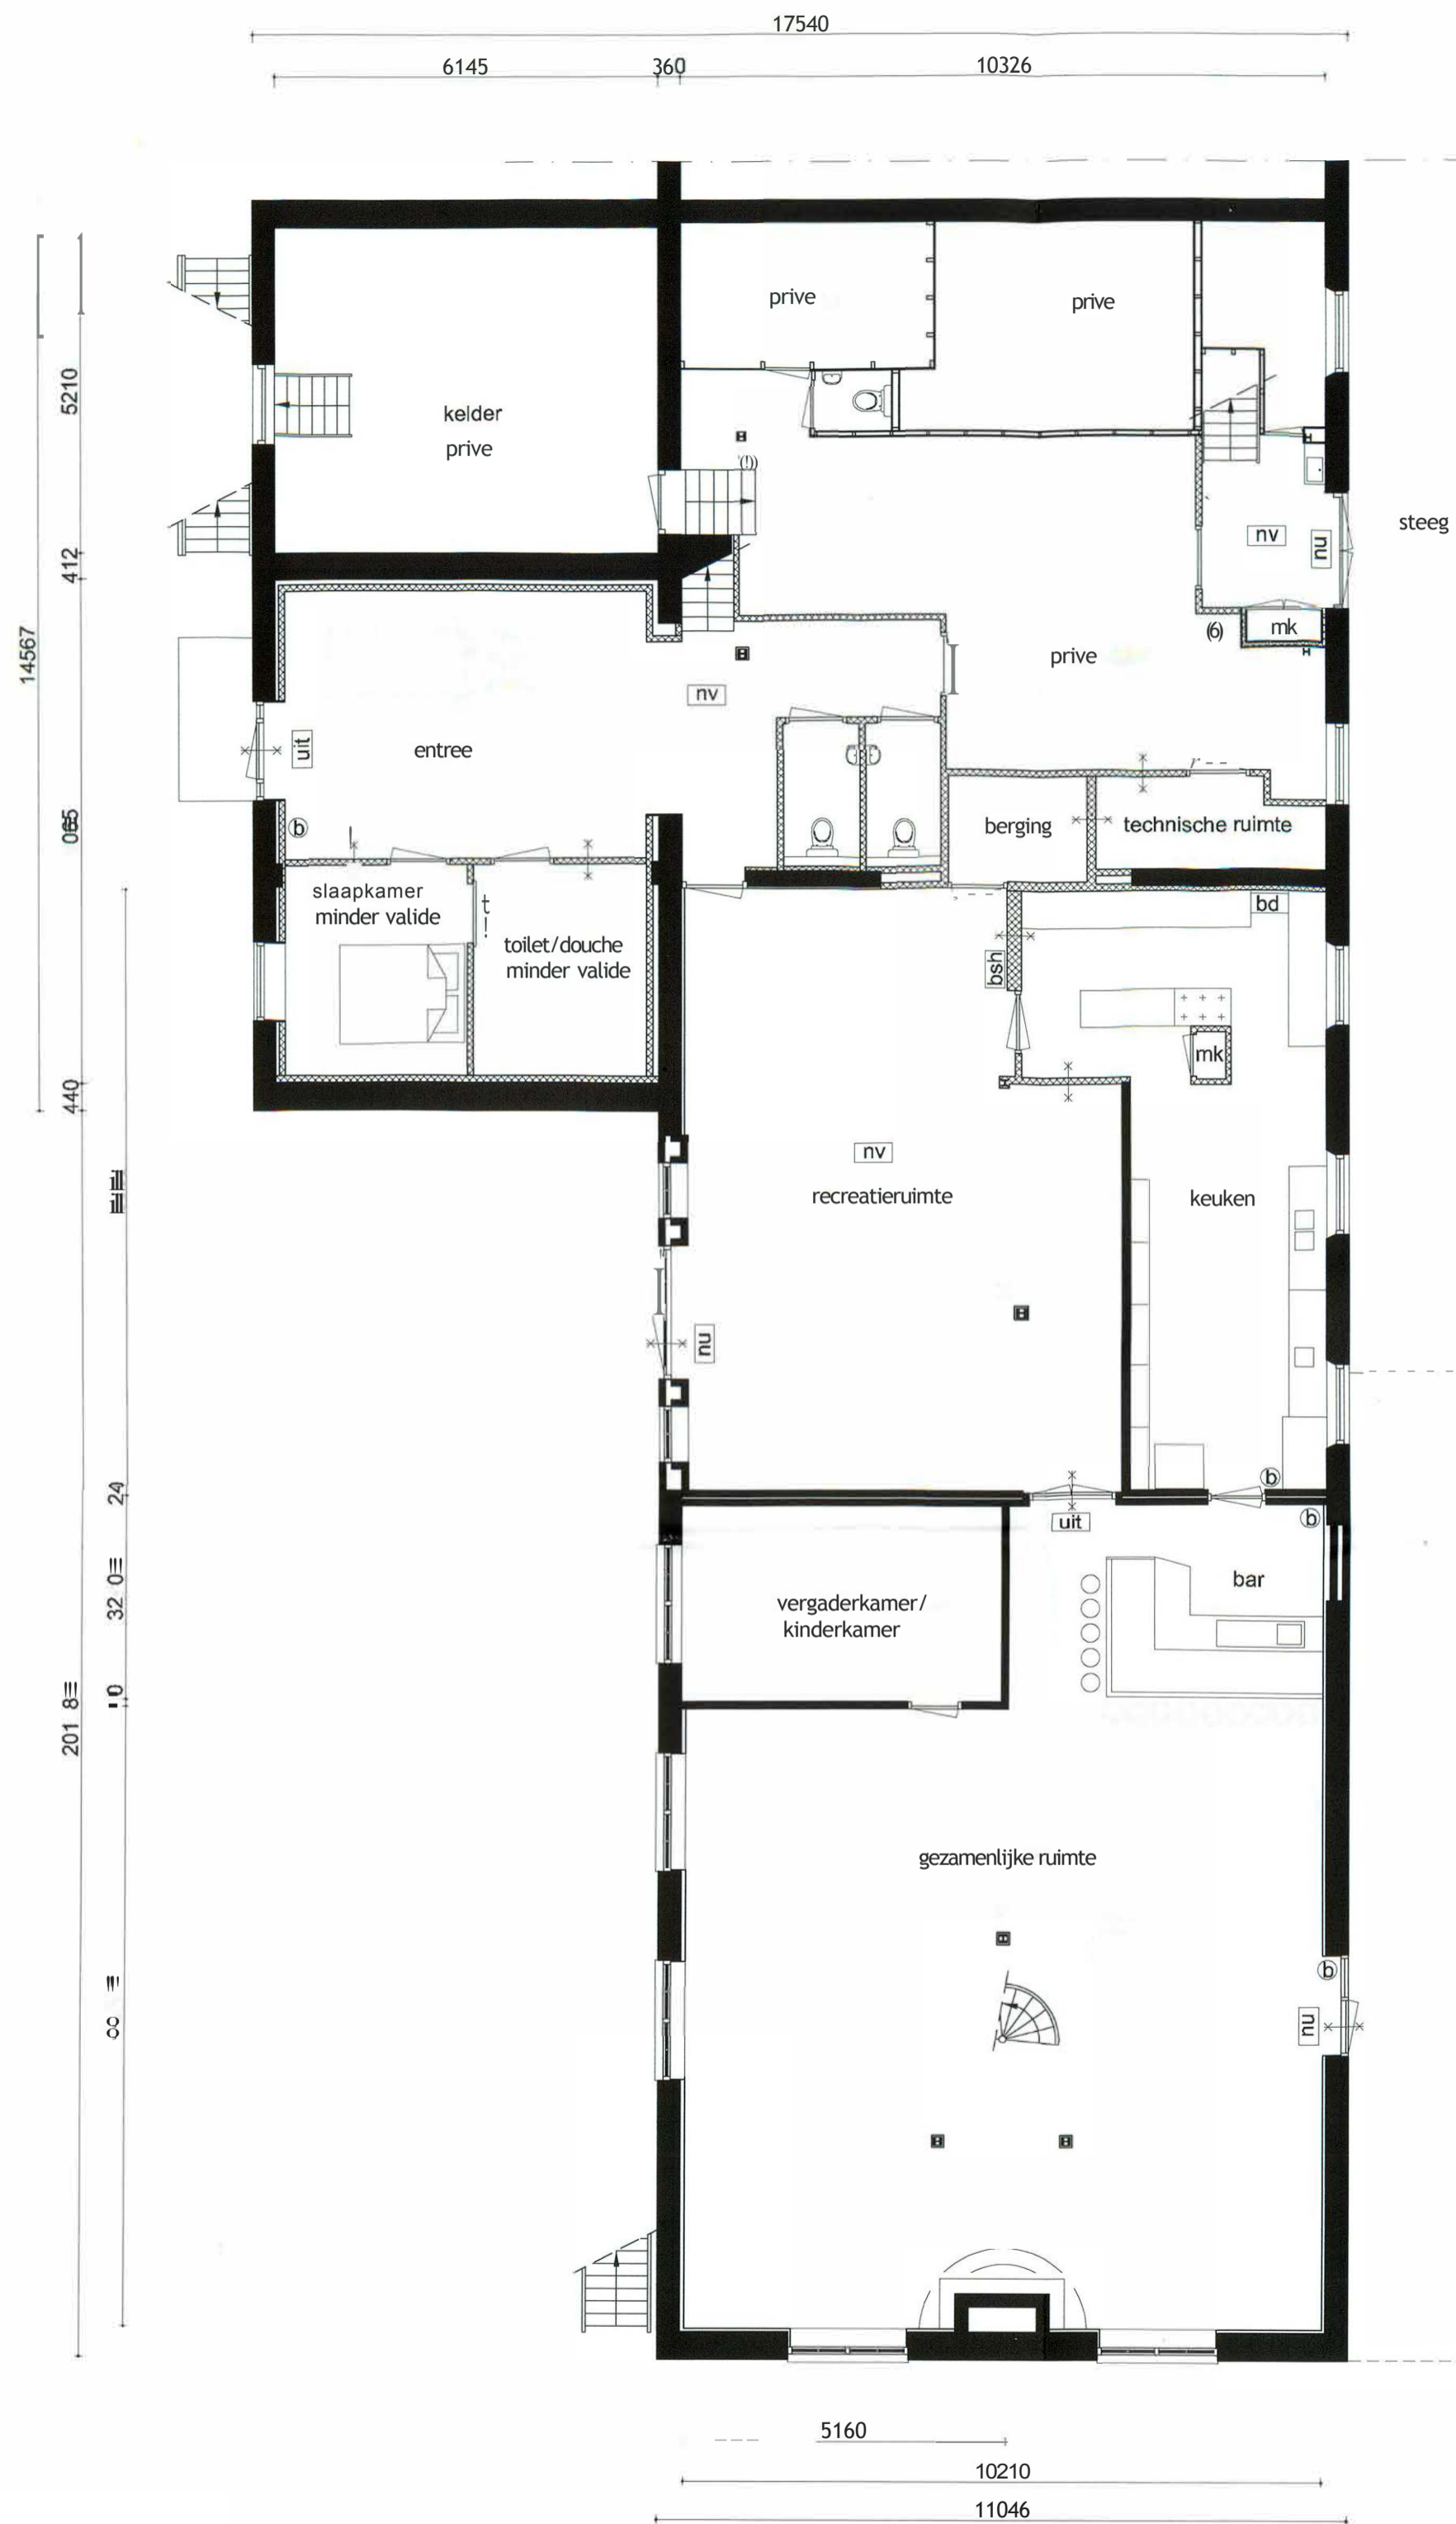 17540
6145
360
10326
prive
prive
5210
kelder
prive
steeg
nv
nu
412
14567
(6)
mk
prive
nv
uit
entree
b
berging
technische ruimte
slaapkamer
minder valide
toilet/douche
minder valide
bd
bsh
mk
440
nv
recreatieruimte
keuken
nu
24
b
uit
b
bar
vergaderkamer/
kinderkamer
gezamenlijke ruimte
b
nu
5160
10210
11046